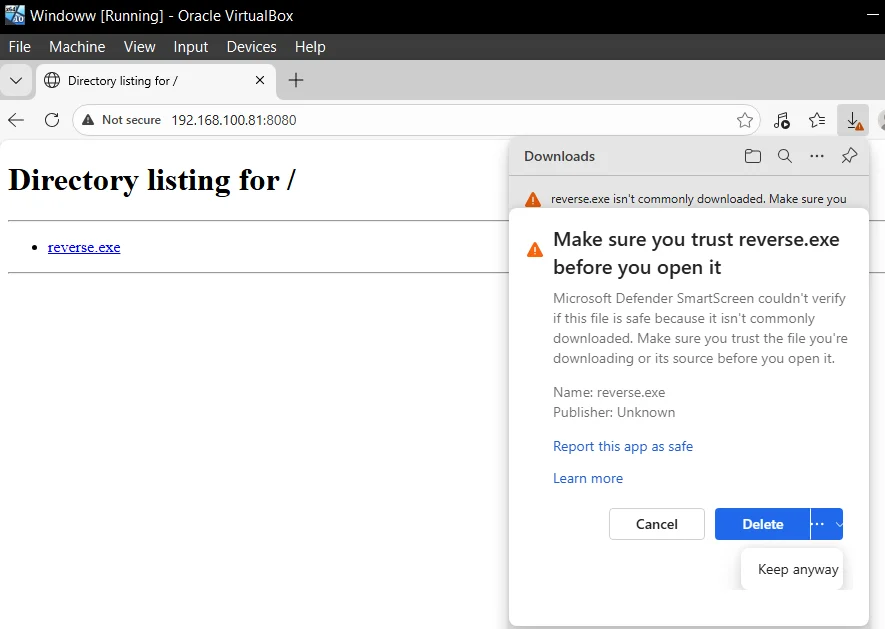 Windoww [Running] - Oracle VirtualBox
File Machine View Input Devices Help
Directory listing for /
Not secure 192.168.100.81:8080
Directory listing for /
reverse.exe
Downloads
reverse.exe isn't commonly downloaded. Make sure you
Make sure you trust reverse.exe
before you open it
Microsoft Defender SmartScreen couldn't verify
if this file is safe because it isn't commonly
downloaded. Make sure you trust the file you're
downloading or its source before you open it.
Name: reverse.exe
Publisher: Unknown
Report this app as safe
Learn more
Cancel Delete
Keep anyway